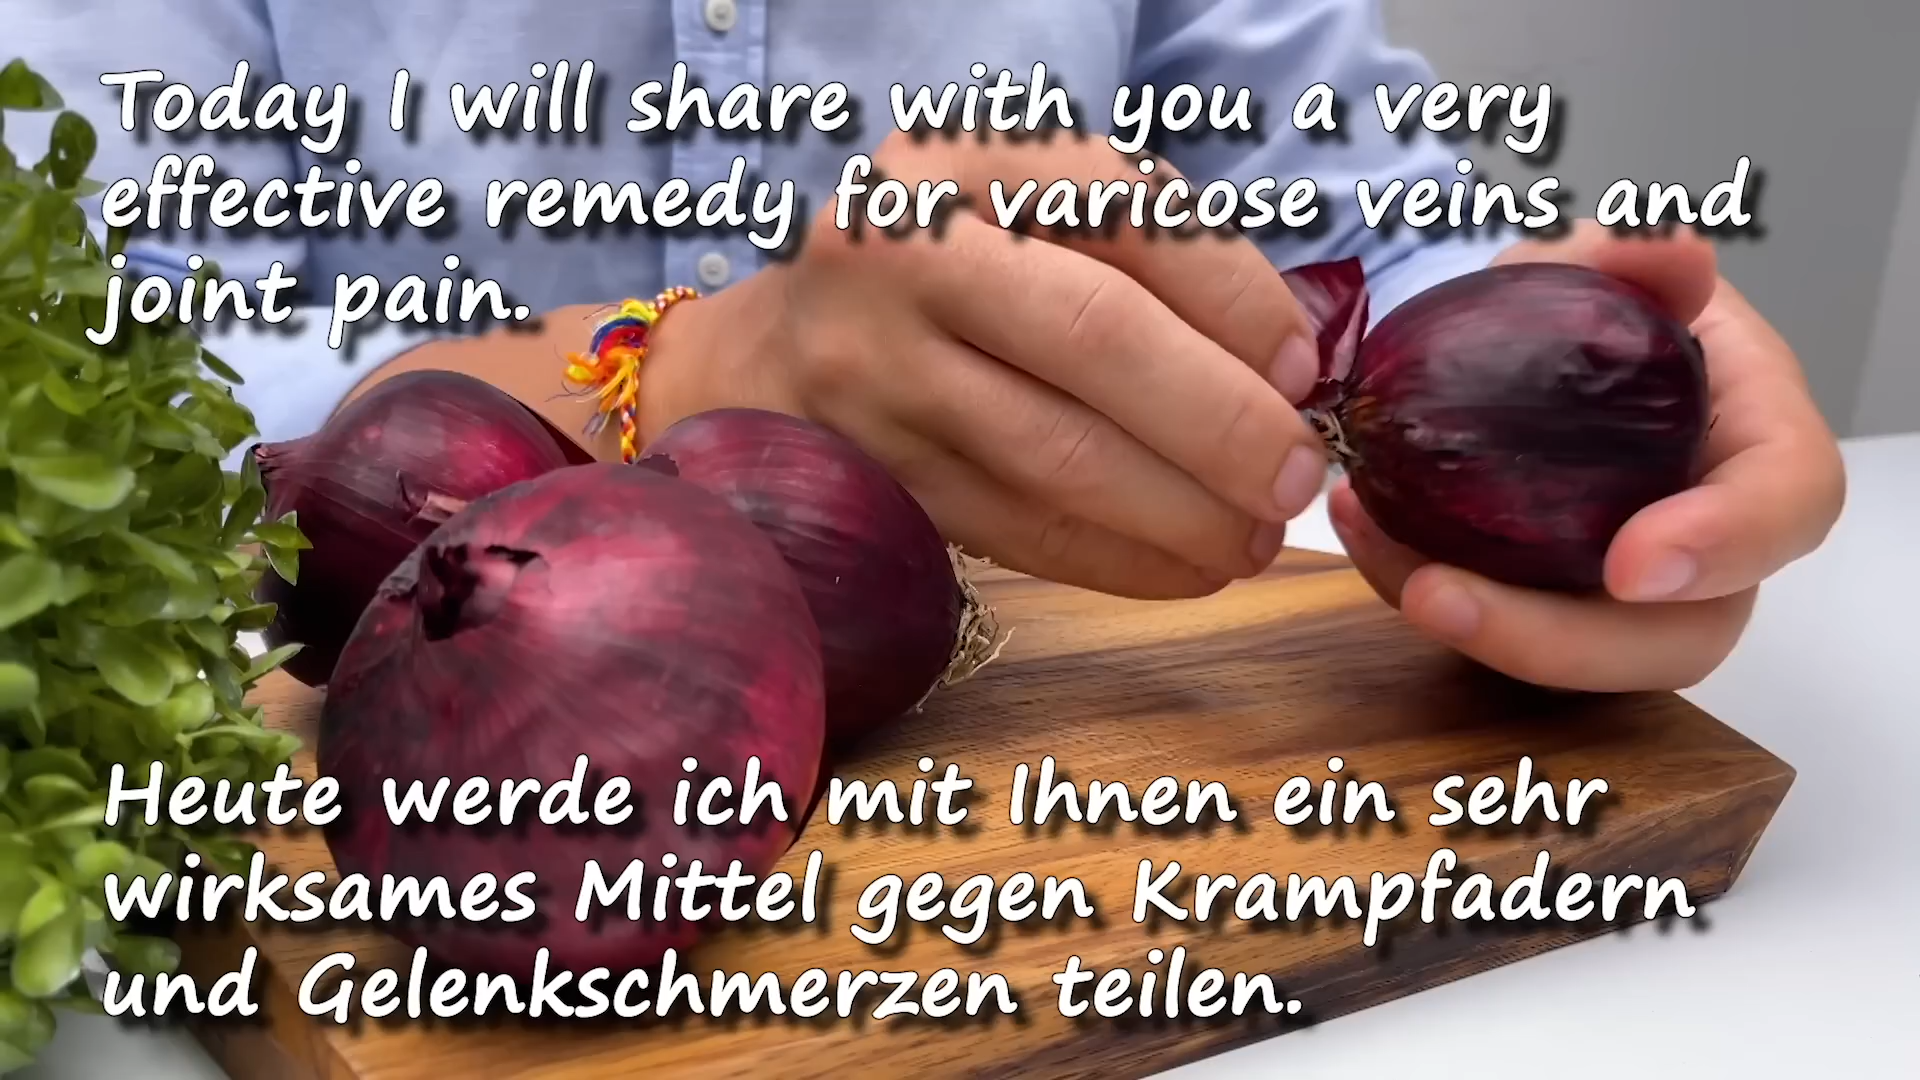 Today I will share with you a very
effective remedy for varicose veins and
joint pain.
Heute werde ich mit Ihnen ein sehr
wirksames Mittel gegen Krampfadern
und Gelenkschmerzen teilen.